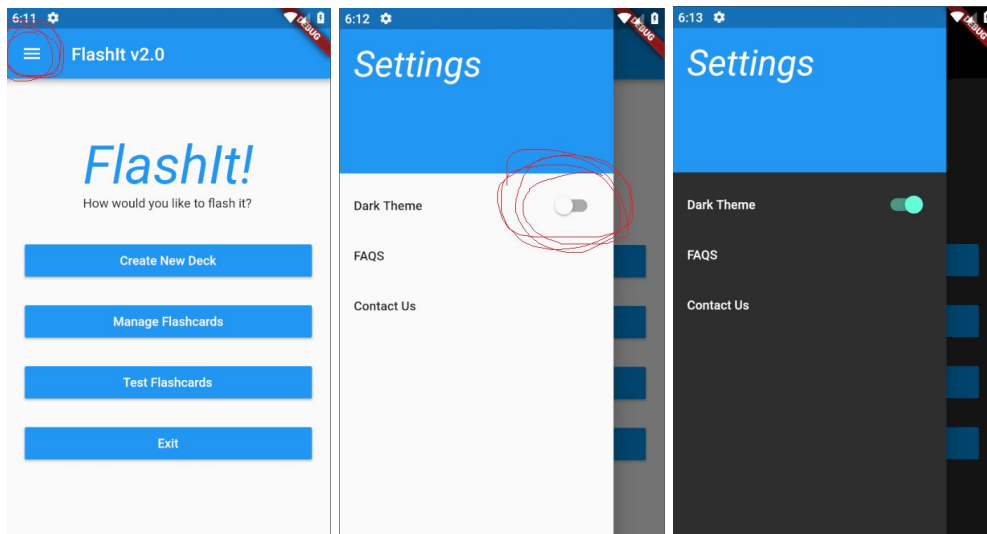 6:11
DEBUG
FlashIt v2.0
FlashIt!
How would you like to flash it?
Create New Deck
Manage Flashcards
Test Flashcards
Exit
6:12
DEBUG
Settings
Dark Theme
FAQS
Contact Us
6:13
DEBUG
Settings
Dark Theme
FAQS
Contact Us